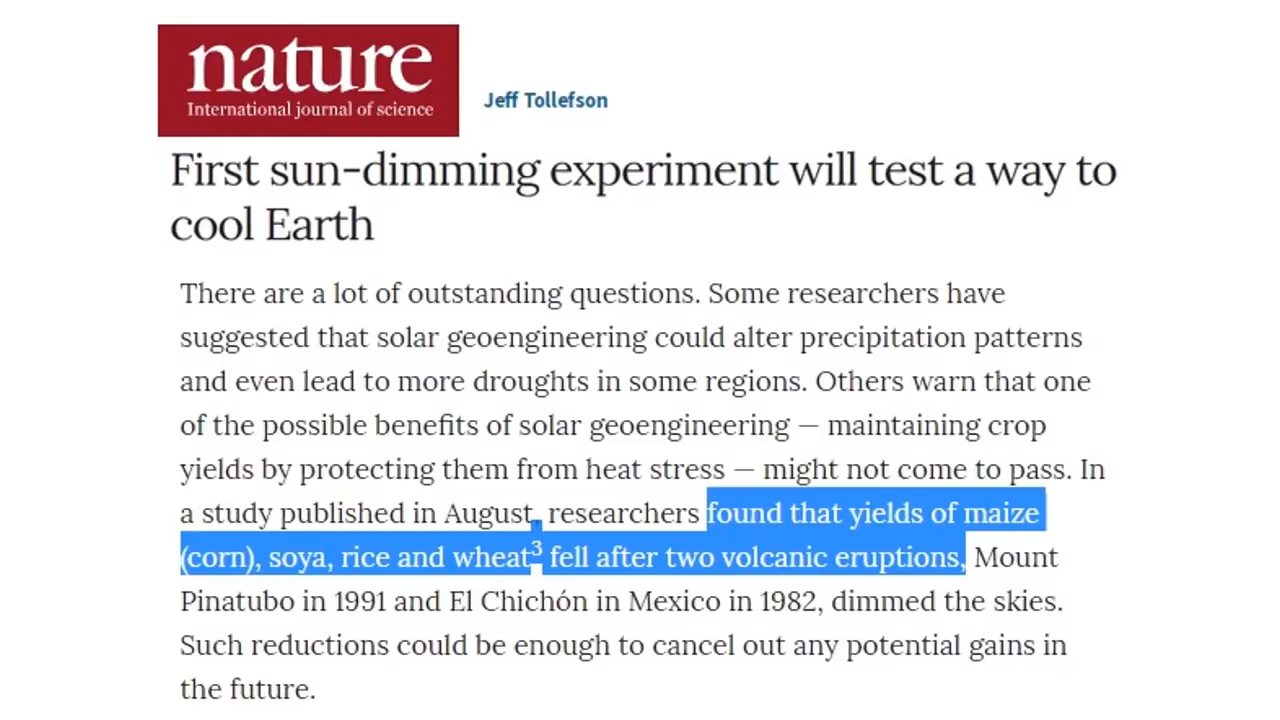 nature
International journal of science
Jeff Tollefson
First sun-dimming experiment will test a way to
cool Earth
There are a lot of outstanding questions. Some researchers have
suggested that solar geoengineering could alter precipitation patterns
and even lead to more droughts in some regions. Others warn that one
of the possible benefits of solar geoengineering — maintaining crop
yields by protecting them from heat stress — might not come to pass. In
a study published in August, researchers found that yields of maize
(corn), soya, rice and wheat3 fell after two volcanic eruptions, Mount
Pinatubo in 1991 and El Chichón in Mexico in 1982, dimmed the skies.
Such reductions could be enough to cancel out any potential gains in
the future.